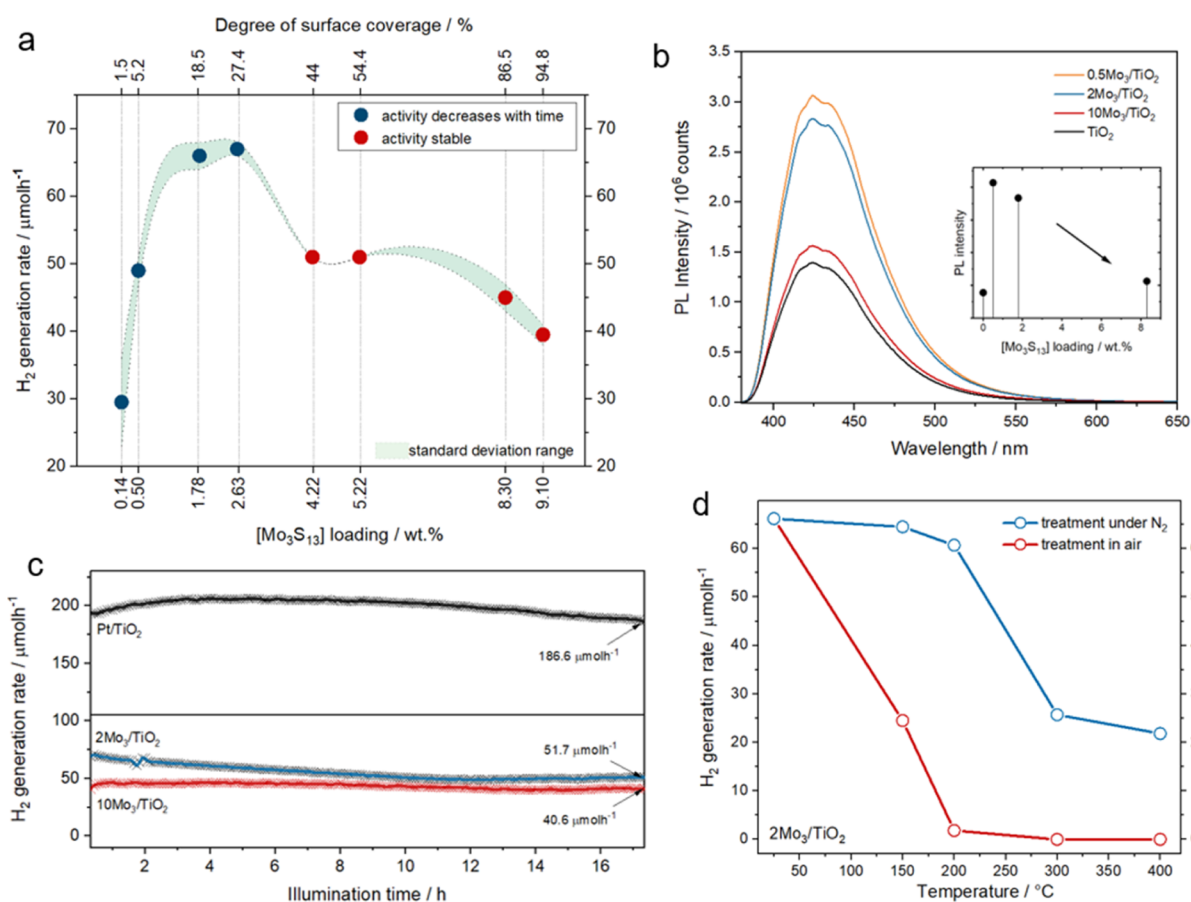 a
Degree of surface coverage / %
1.5
5.2
18.5
27.4
44
54.4
86.5
94.8
activity decreases with time
activity stable
70
60
50
40
30
20
70
60
50
40
30
20
H₂ generation rate / μmolh⁻¹
standard deviation range
0.14
0.50
1.78
2.63
4.22
5.22
8.30
9.10
[Mo₃S₁₃] loading / wt.%
b
3.5
3.0
2.5
2.0
1.5
1.0
0.5
0.0
PL Intensity / 10⁶ counts
0.5Mo₃/TiO₂
2Mo₃/TiO₂
10Mo₃/TiO₂
TiO₂
PL intensity
0 2 4 6 8
[Mo₃S₁₃] loading / wt.%
400 450 500 550 600 650
Wavelength / nm
c
200
150
100
50
0
H₂ generation rate / μmolh⁻¹
Pt/TiO₂
186.6 μmolh⁻¹
2Mo₃/TiO₂
51.7 μmolh⁻¹
10Mo₃/TiO₂
40.6 μmolh⁻¹
2 4 6 8 10 12 14 16
Illumination time / h
d
60
50
40
30
20
10
0
H₂ generation rate / μmolh⁻¹
treatment under N₂
treatment in air
2Mo₃/TiO₂
50 100 150 200 250 300 350 400
Temperature / °C